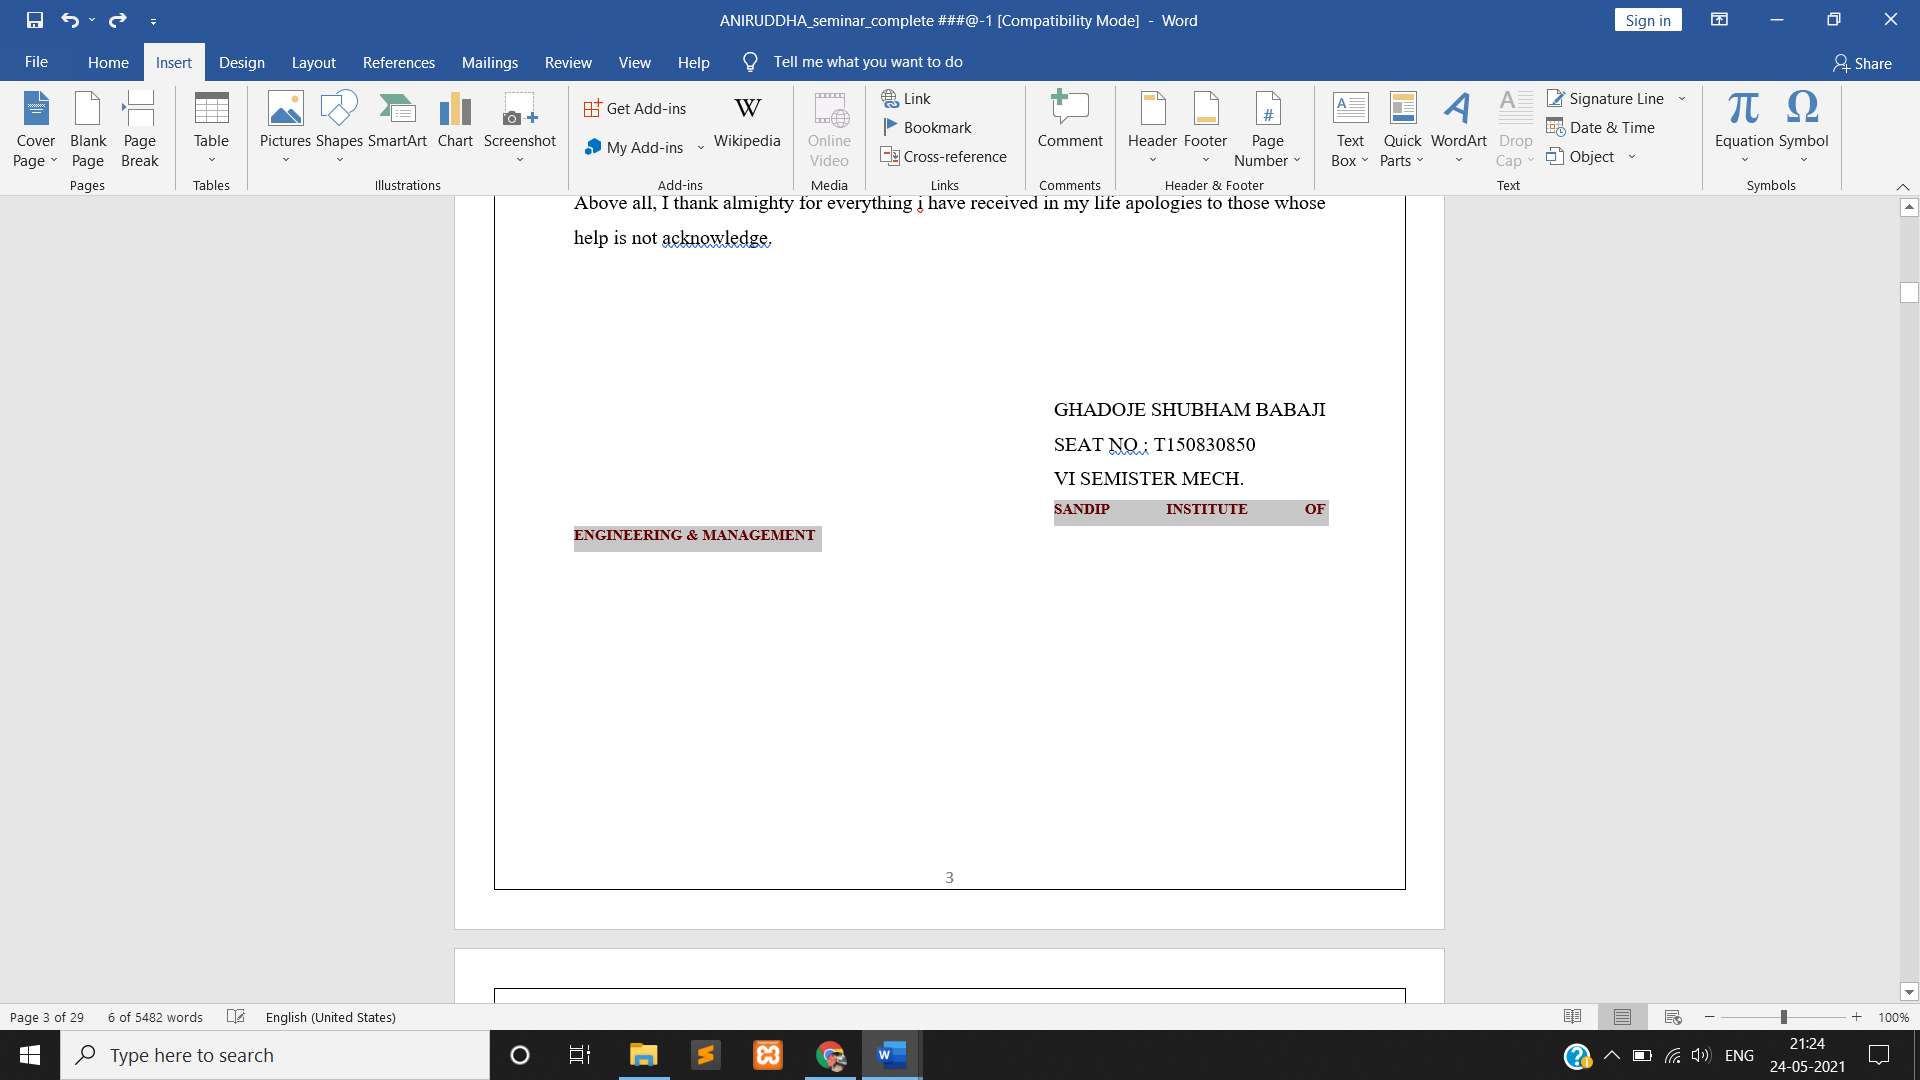 ANIRUDDHA_seminar_complete ###@-1 [Compatibility Mode] - Word
Sign in
File Home Insert Design Layout References Mailings Review View Help Tell me what you want to do Share
Cover Page
Blank Page
Page Break
Pages
Table
Tables
Pictures
Shapes
SmartArt
Chart
Screenshot
Illustrations
Get Add-ins
My Add-ins
W
Wikipedia
Add-ins
Online Video
Media
Link
Bookmark
Cross-reference
Links
Comment
Comments
Header
Footer
Page Number
Header & Footer
Text Box
Quick Parts
WordArt
Drop Cap
Signature Line
Date & Time
Object
Text
π
Equation
Ω
Symbol
Symbols
Above all, I thank almighty for everything i have received in my life apologies to those whose
help is not acknowledge.
GHADOJE SHUBHAM BABAJI
SEAT NO : T150830850
VI SEMISTER MECH.
SANDIP INSTITUTE OF
ENGINEERING & MANAGEMENT
3
Page 3 of 29 6 of 5482 words English (United States) 100%
Type here to search
ENG
21:24
24-05-2021